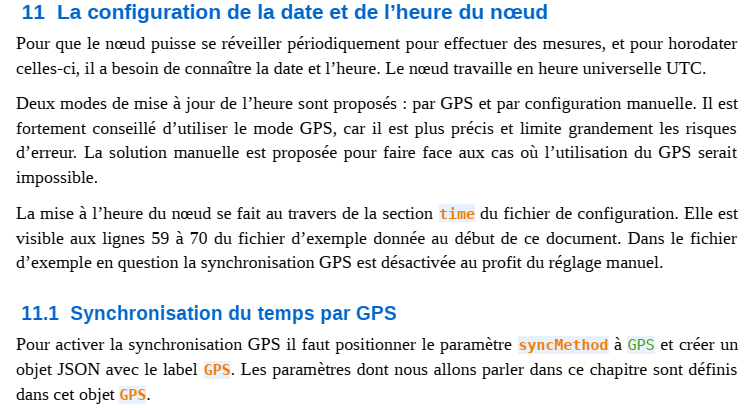 11 La configuration de la date et de l’heure du nœud
Pour que le nœud puisse se réveiller périodiquement pour effectuer des mesures, et pour horodater
celles-ci, il a besoin de connaître la date et l’heure. Le nœud travaille en heure universelle UTC.
Deux modes de mise à jour de l’heure sont proposés : par GPS et par configuration manuelle. Il est
fortement conseillé d’utiliser le mode GPS, car il est plus précis et limite grandement les risques
d’erreur. La solution manuelle est proposée pour faire face aux cas où l’utilisation du GPS serait
impossible.
La mise à l’heure du nœud se fait au travers de la section time du fichier de configuration. Elle est
visible aux lignes 59 à 70 du fichier d’exemple donnée au début de ce document. Dans le fichier
d’exemple en question la synchronisation GPS est désactivée au profit du réglage manuel.
11.1 Synchronisation du temps par GPS
Pour activer la synchronisation GPS il faut positionner le paramètre syncMethod à GPS et créer un
objet JSON avec le label GPS. Les paramètres dont nous allons parler dans ce chapitre sont définis
dans cet objet GPS.